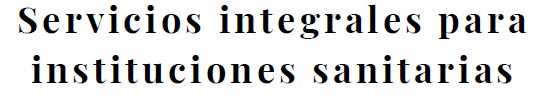 Servicios integrales para
instituciones sanitarias